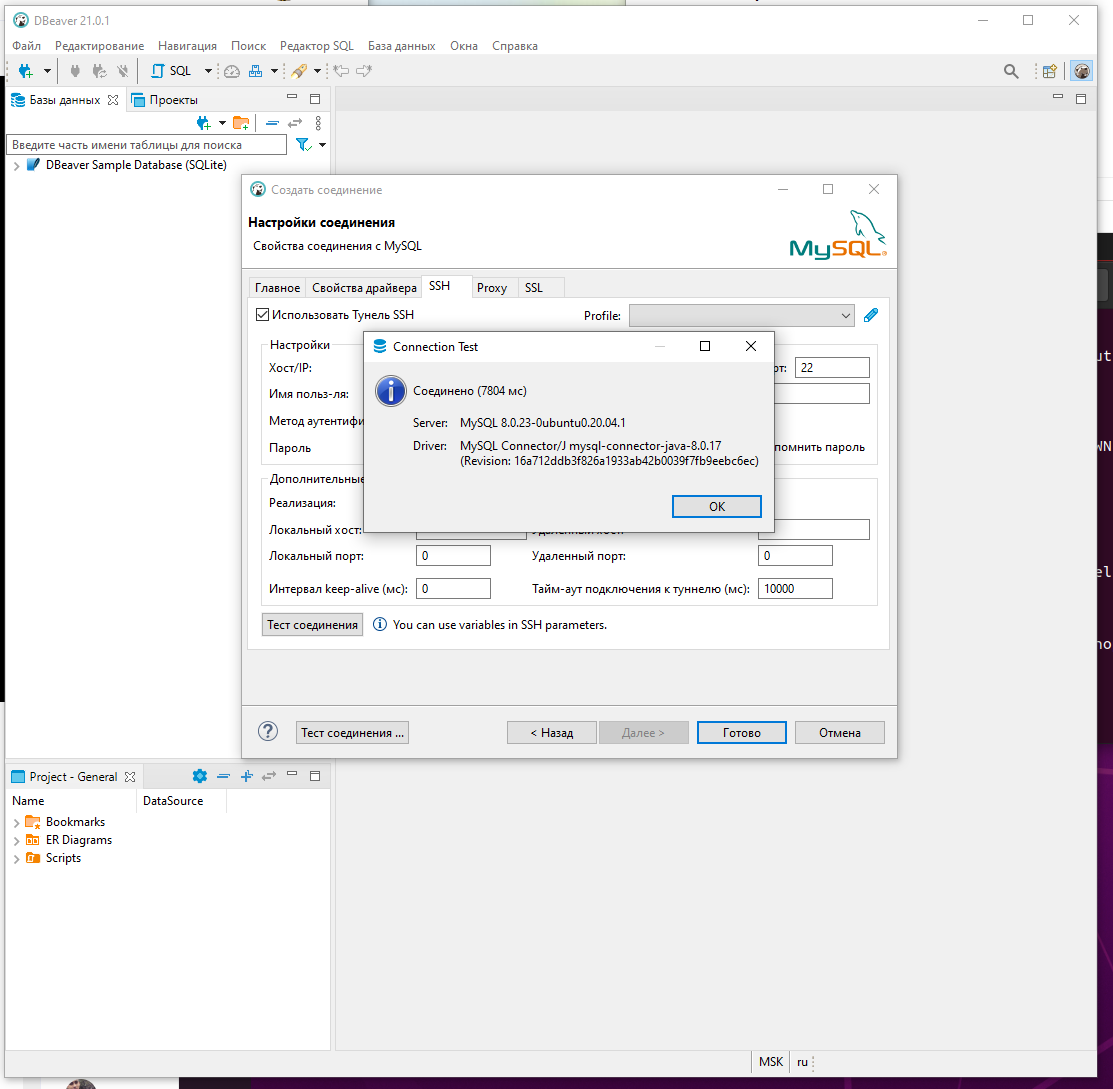 DBeaver 21.0.1
Файл Редактирование Навигация Поиск Редактор SQL База данных Окна Справка
SQL
Базы данных Проекты
Введите часть имени таблицы для поиска
DBeaver Sample Database (SQLite)
Создать соединение
Настройки соединения
Свойства соединения с MySQL
MySQL
Главное Свойства драйвера SSH Proxy SSL
Использовать Тунель SSH Profile:
Connection Test
Настройки
Хост/IP: рт: 22
Имя польз-ля:
Метод аутентифи
Пароль помнить пароль
Соединено (7804 мс)
Server: MySQL 8.0.23-0ubuntu0.20.04.1
Driver: MySQL Connector/J mysql-connector-java-8.0.17
(Revision: 16a712ddb3f826a1933ab42b0039f7fb9eebc6ec)
OK
Дополнительные
Реализация:
Локальный хост:
Локальный порт: 0 Удаленный порт: 0
Интервал keep-alive (мс): 0 Тайм-аут подключения к туннелю (мс): 10000
Тест соединения You can use variables in SSH parameters.
? Тест соединения ... < Назад Далее > Готово Отмена
Project - General
Name DataSource
Bookmarks
ER Diagrams
Scripts
MSK ru
ut
WN
el
no